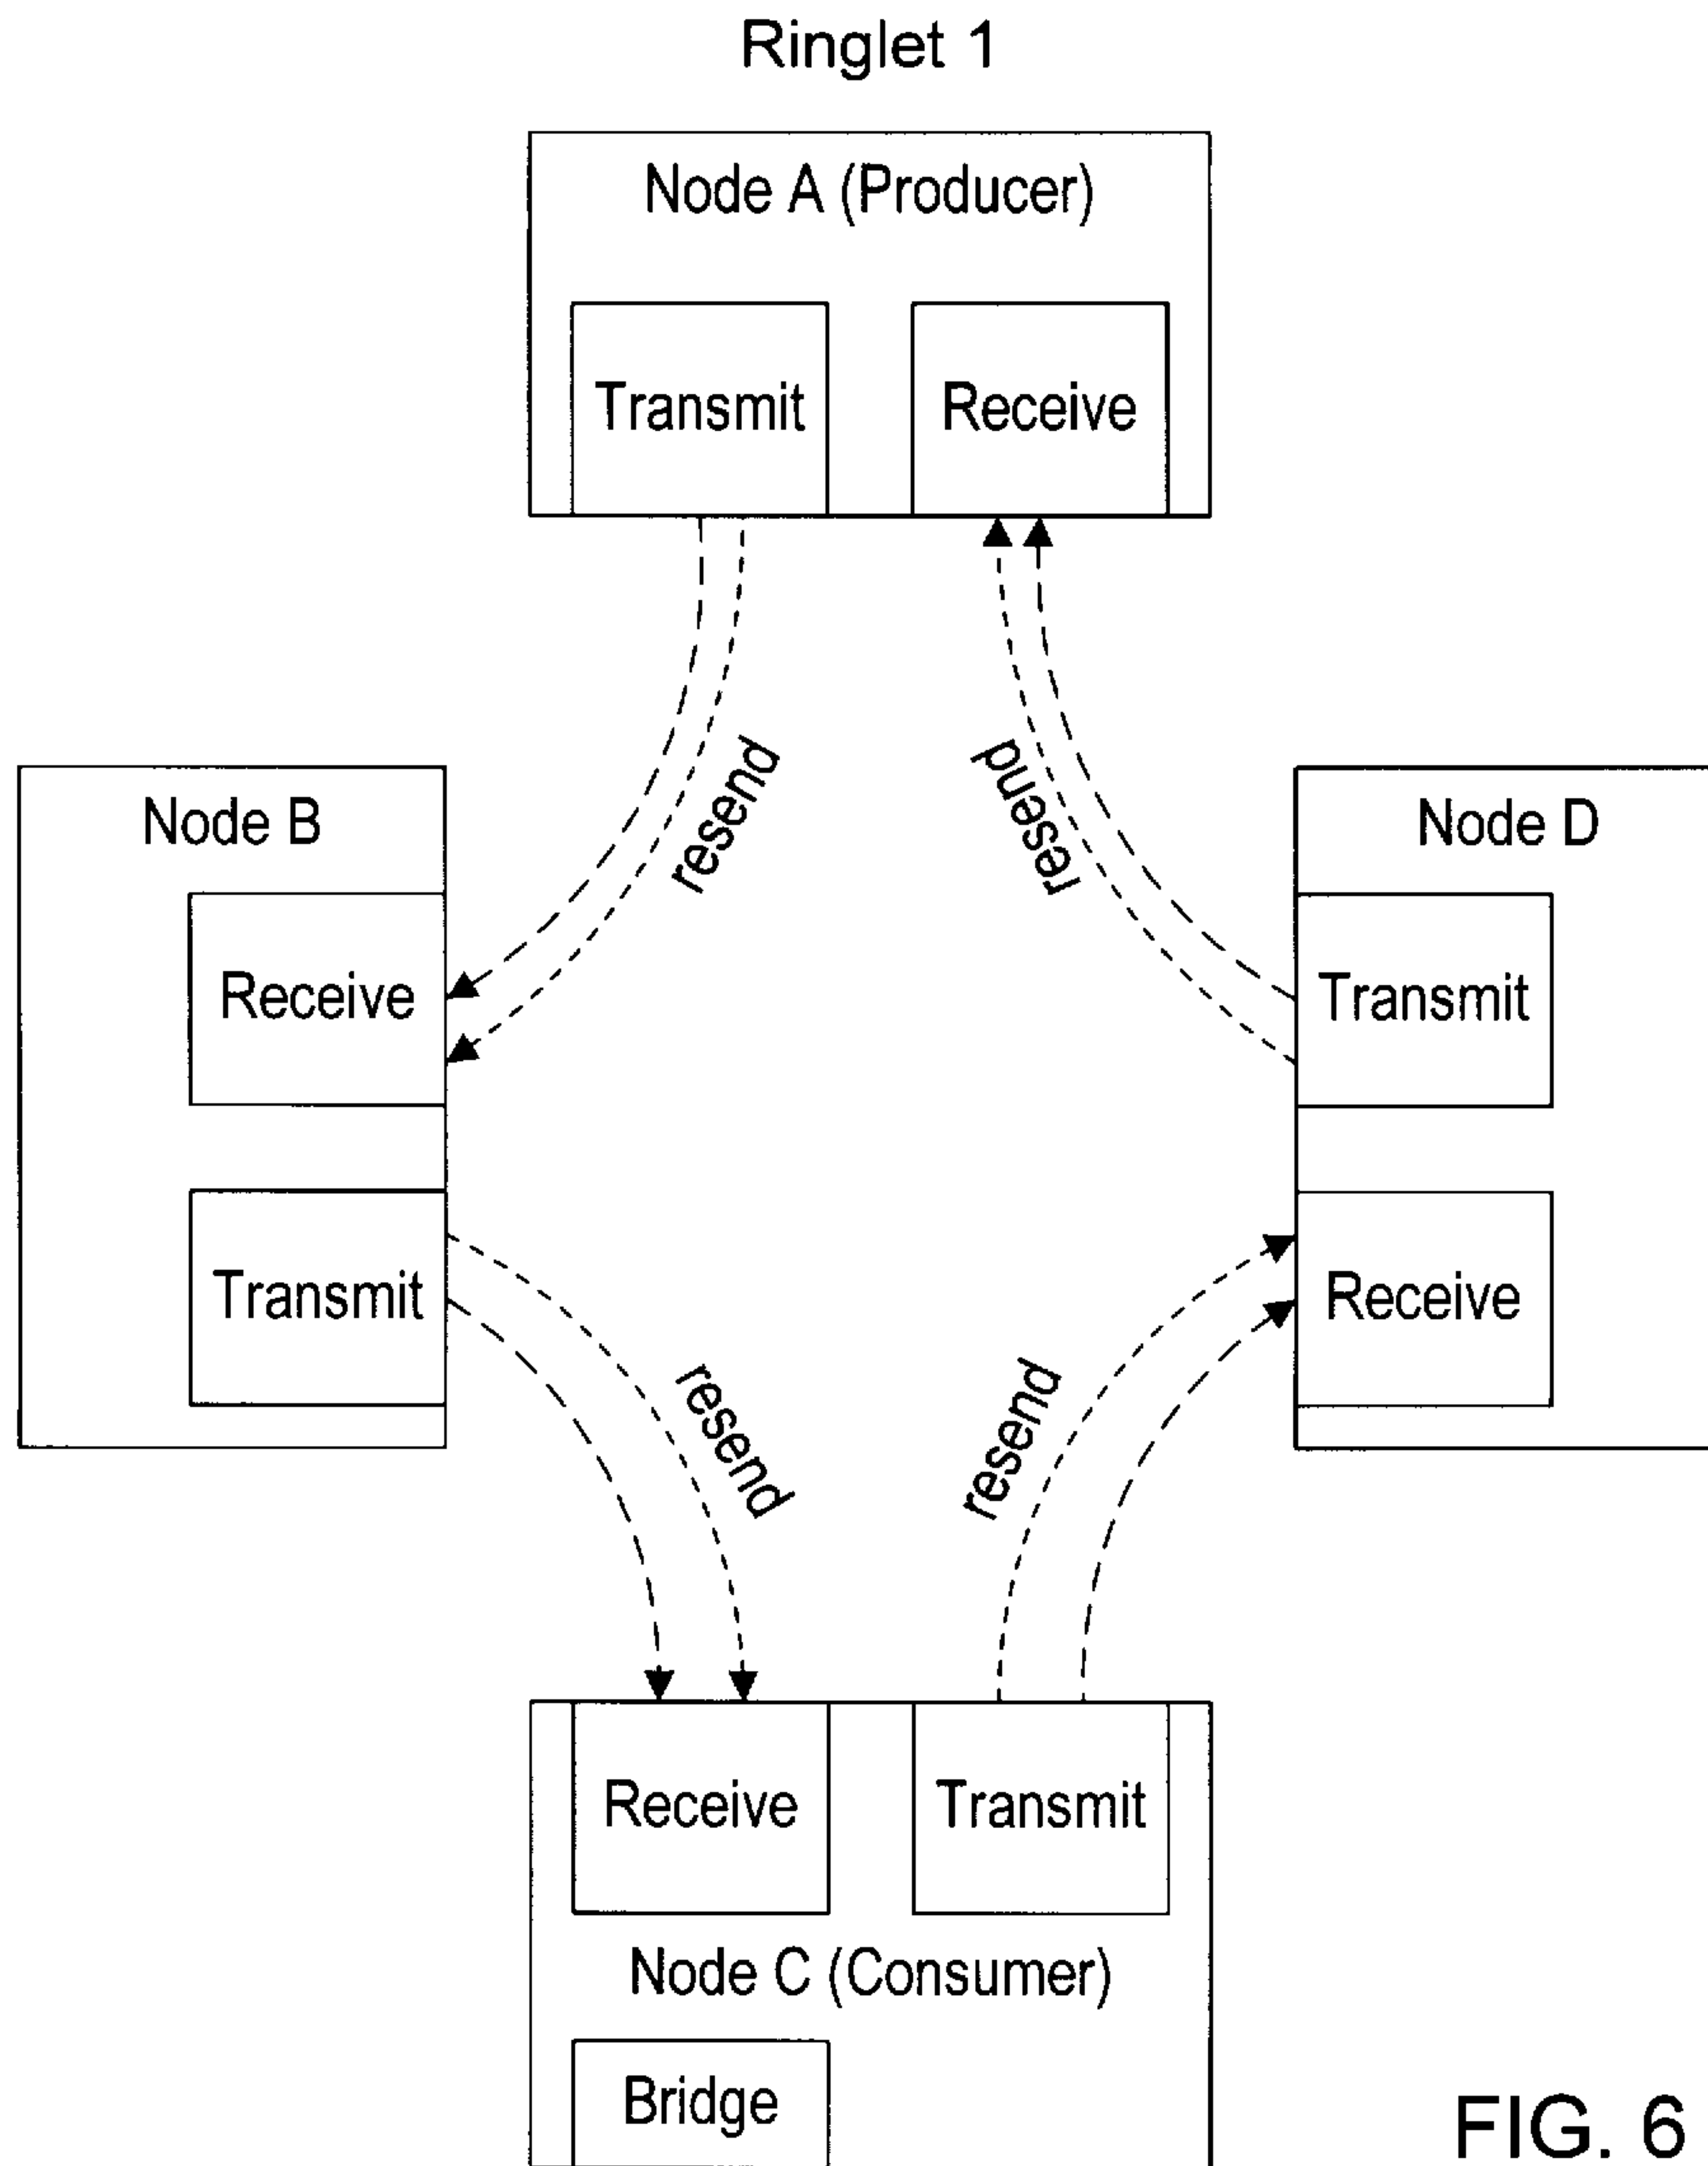 Ringlet 1
Node A (Producer)
Transmit
Receive
resend
resend
Node B
Node D
Receive
Transmit
Transmit
Receive
resend
resend
Receive
Transmit
Node C (Consumer)
Bridge
FIG. 6